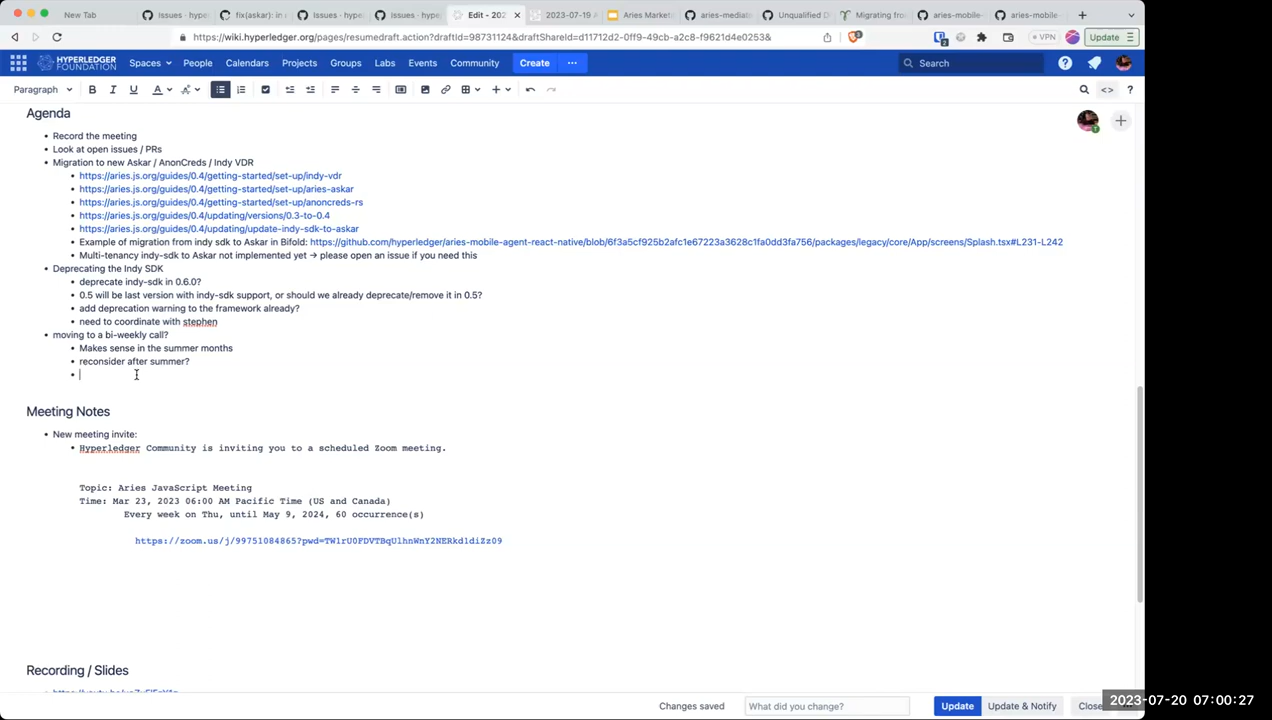 New Tab
Issues · hype
fix(askar): in
Issues · hype
Issues · hype
Edit - 202
2023-07-19 A
Aries Market
aries-mediat
Unqualified D
Migrating fro
aries-mobile-
aries-mobile-
https://wiki.hyperledger.org/pages/resumedraft.action?draftId=98731124&draftShareId=d11712d2-0ff9-49cb-a2c8-f9621d4e0253&
VPN
Update
HYPERLEDGER FOUNDATION
Spaces People Calendars Projects Groups Labs Events Community Create ... Search
Paragraph B I U A
Agenda
• Record the meeting
• Look at open issues / PRs
• Migration to new Askar / AnonCreds / Indy VDR
• https://aries.js.org/guides/0.4/getting-started/set-up/indy-vdr
• https://aries.js.org/guides/0.4/getting-started/set-up/aries-askar
• https://aries.js.org/guides/0.4/getting-started/set-up/anoncreds-rs
• https://aries.js.org/guides/0.4/updating/versions/0.3-to-0.4
• https://aries.js.org/guides/0.4/updating/update-indy-sdk-to-askar
• Example of migration from indy sdk to Askar in Bifold: https://github.com/hyperledger/aries-mobile-agent-react-native/blob/6f3a5cf925b2afc1e67223a3628c1fa0dd3fa756/packages/legacy/core/App/screens/Splash.tsx#L231-L242
• Multi-tenancy indy-sdk to Askar not implemented yet → please open an issue if you need this
• Deprecating the Indy SDK
• deprecate indy-sdk in 0.6.0?
• 0.5 will be last version with indy-sdk support, or should we already deprecate/remove it in 0.5?
• add deprecation warning to the framework already?
• need to coordinate with stephen
• moving to a bi-weekly call?
• Makes sense in the summer months
• reconsider after summer?
•
Meeting Notes
• New meeting invite:
• Hyperledger Community is inviting you to a scheduled Zoom meeting.
Topic: Aries JavaScript Meeting
Time: Mar 23, 2023 06:00 AM Pacific Time (US and Canada)
Every week on Thu, until May 9, 2024, 60 occurrence(s)
https://zoom.us/j/99751084865?pwd=TW1rU0FDVTBqUlhnWnY2NERkd1diZz09
Recording / Slides
Changes saved
What did you change?
Update
Update & Notify
Close
2023-07-20 07:00:27